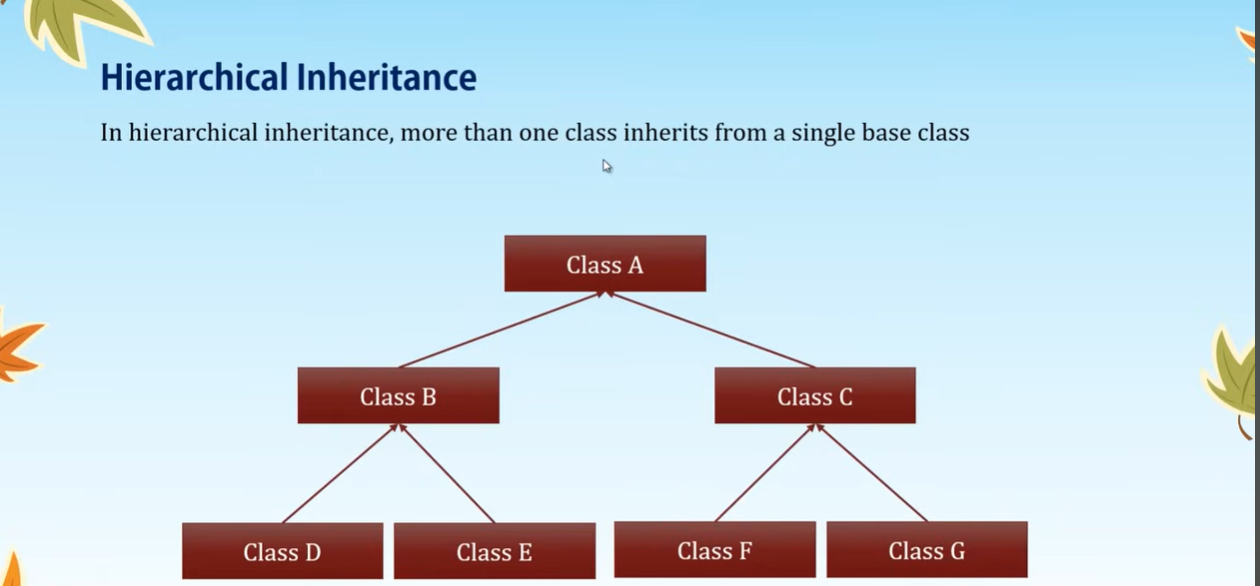 Hierarchical Inheritance
In hierarchical inheritance, more than one class inherits from a single base class
Class A
Class B
Class C
Class D
Class E
Class F
Class G